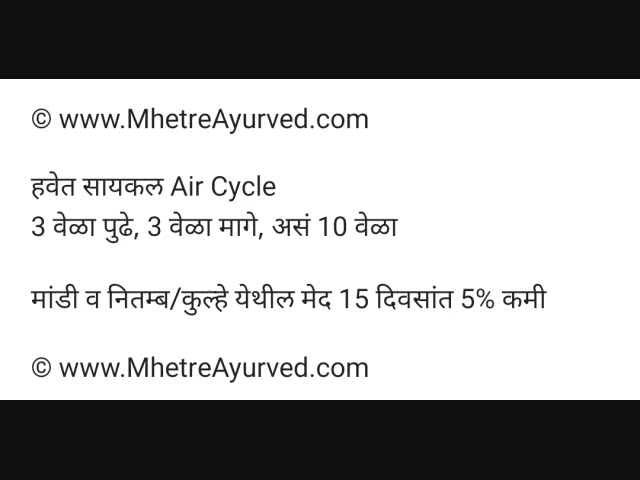 © www.MhetreAyurved.com
हवेत सायकल Air Cycle
3 वेळा पुढे, 3 वेळा मागे, असं 10 वेळा
मांडी व नितम्ब/कुल्हे येथील मेद 15 दिवसांत 5% कमी
© www.MhetreAyurved.com